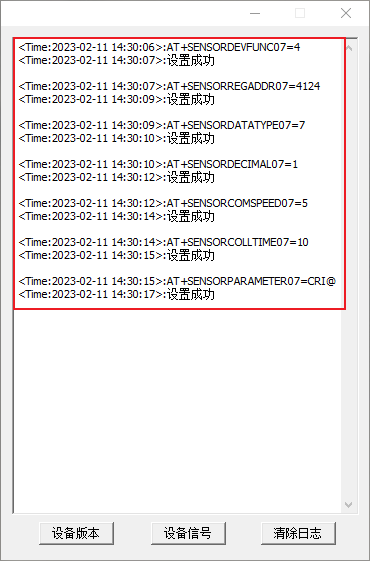 <Time:2023-02-11 14:30:06>:AT+SENSORDEVFUNC07=4
<Time:2023-02-11 14:30:07>:设置成功
<Time:2023-02-11 14:30:07>:AT+SENSORREGADDR07=4124
<Time:2023-02-11 14:30:09>:设置成功
<Time:2023-02-11 14:30:09>:AT+SENSORDATATYPE07=7
<Time:2023-02-11 14:30:10>:设置成功
<Time:2023-02-11 14:30:10>:AT+SENSORDECIMAL07=1
<Time:2023-02-11 14:30:12>:设置成功
<Time:2023-02-11 14:30:12>:AT+SENSORCOMSPEED07=5
<Time:2023-02-11 14:30:14>:设置成功
<Time:2023-02-11 14:30:14>:AT+SENSORCOLLTIME07=10
<Time:2023-02-11 14:30:15>:设置成功
<Time:2023-02-11 14:30:15>:AT+SENSORPARAMETER07=CRI@
<Time:2023-02-11 14:30:17>:设置成功
设备版本 设备信号 清除日志